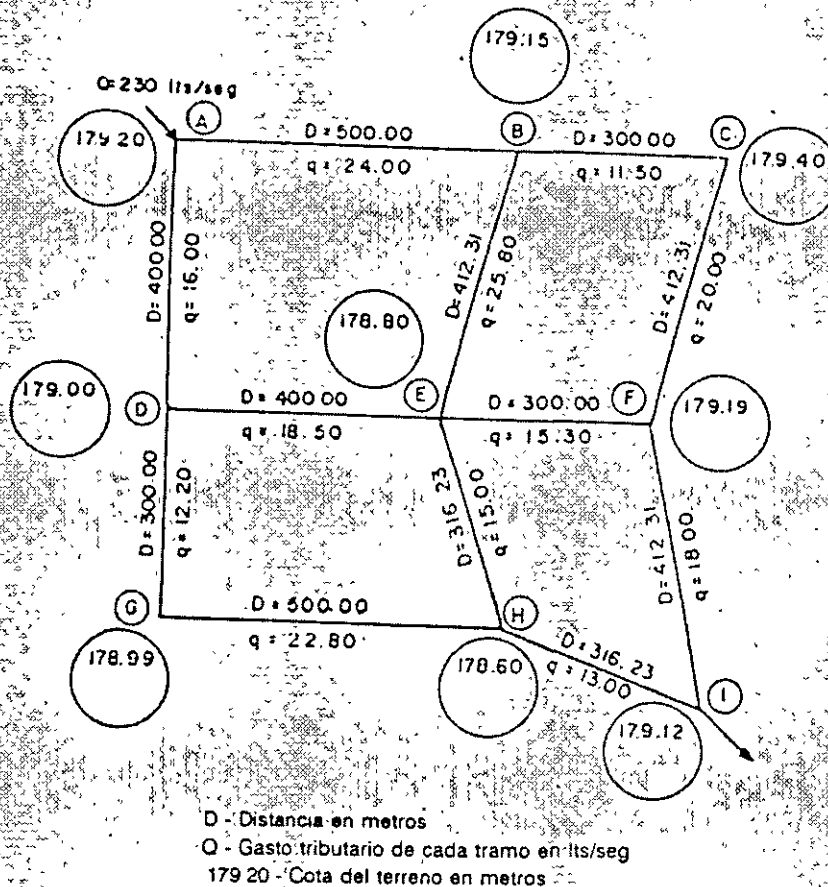 179.15
Q=230 lts/seg
A
B
C
179 20
D=500.00
D=300 00
179.40
q=24.00
q=11.50
D=400.00
q=16.00
D=412.31
q=25.80
D=412.31
q=20.00
178.80
179.00
D
D=400 00
E
D=300.00
F
179.19
q=18.50
q=15.30
D=300.00
q=12.20
D=316 23
q=15.00
D=412 31
q=18 00
G
D=500.00
H
q=22.80
D=316.23
q=13.00
178.99
178.60
I
179.12
D - Distancia en metros
Q - Gasto tributario de cada tramo en lts/seg
179 20 - Cota del terreno en metros